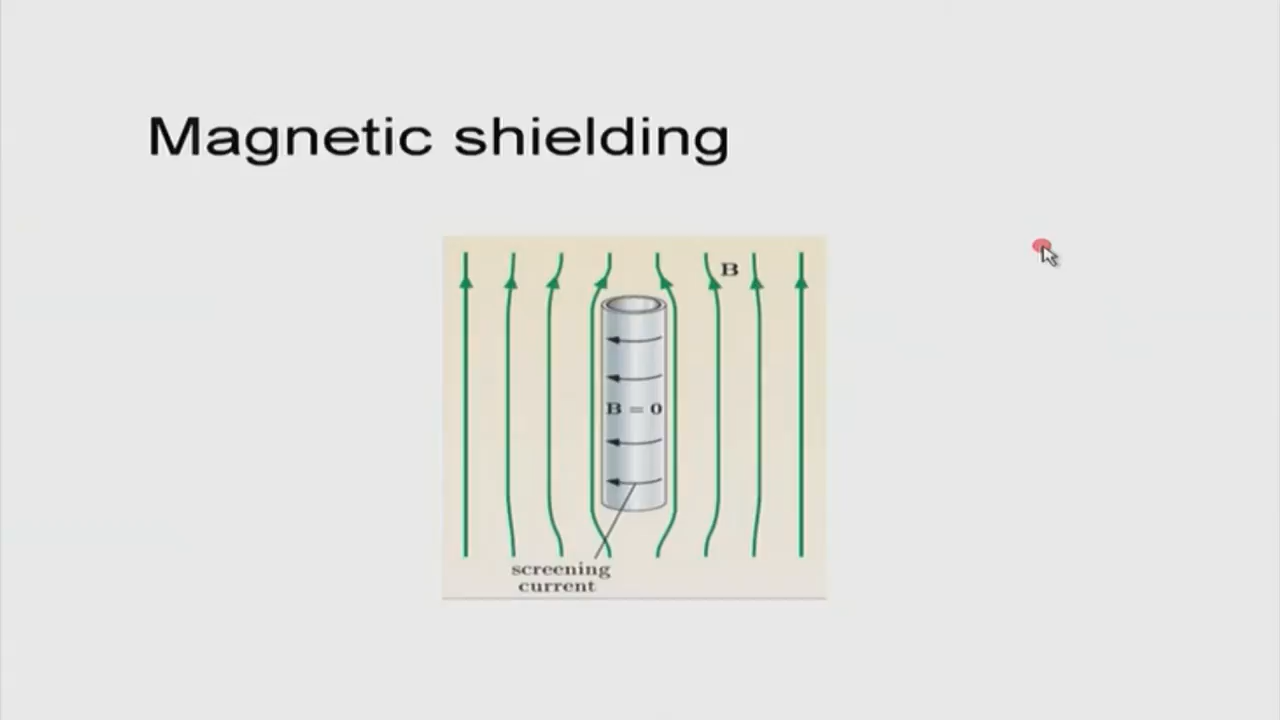 Magnetic shielding
B
B = 0
screening
current